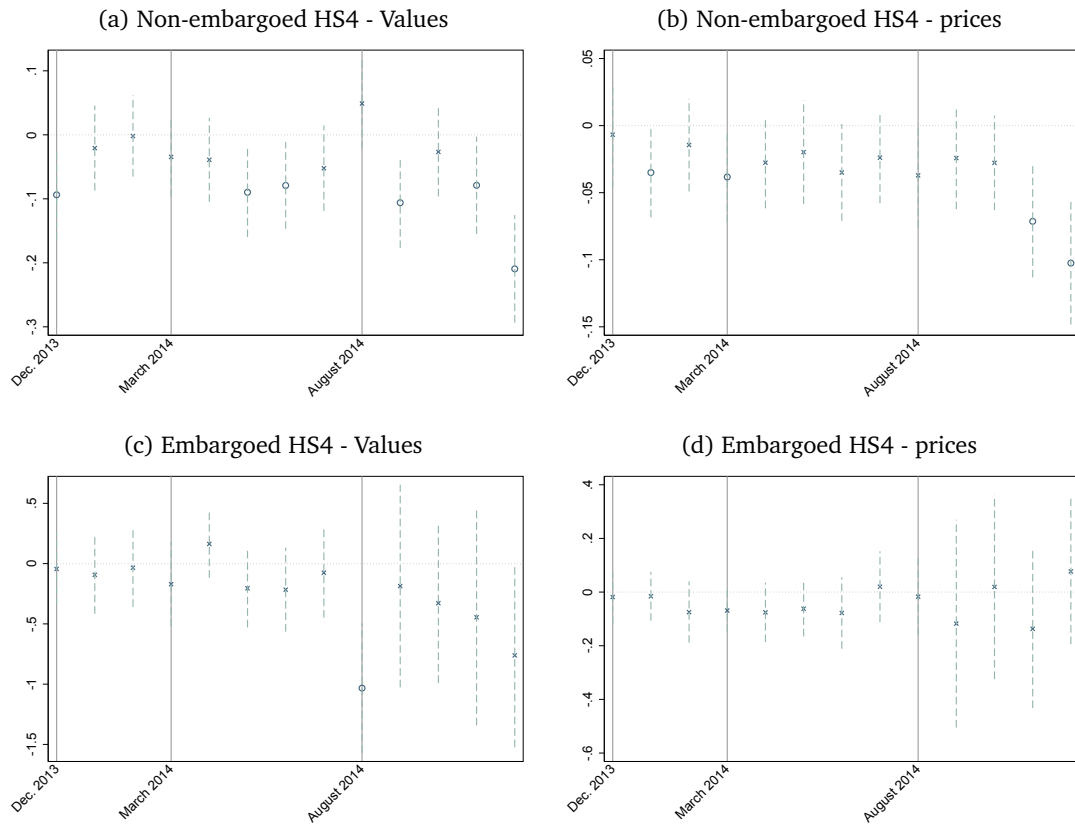 (a) Non-embargoed HS4 - Values
.1
0
-.1
-.2
-.3
Dec. 2013
March 2014
August 2014
(b) Non-embargoed HS4 - prices
.05
0
-.05
-.1
-.15
Dec. 2013
March 2014
August 2014
(c) Embargoed HS4 - Values
.5
0
-.5
-1
-1.5
Dec. 2013
March 2014
August 2014
(d) Embargoed HS4 - prices
.4
.2
0
-.2
-.4
-.6
Dec. 2013
March 2014
August 2014